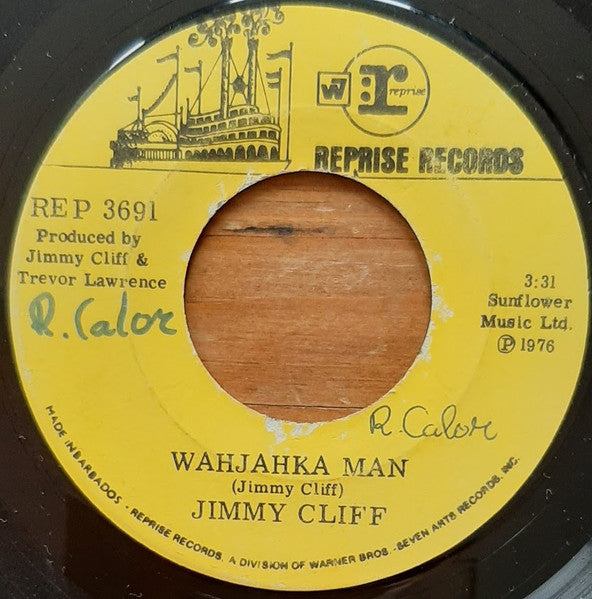 W
r
reprise
REPRISE RECORDS
REP 3691
Produced by
Jimmy Cliff &
Trevor Lawrence
R. Calor
3:31
Sunflower
Music Ltd.
Ⓟ 1976
R. Calor
WAHJAHKA MAN
(Jimmy Cliff)
JIMMY CLIFF
MADE IN BARBADOS - REPRISE RECORDS, A DIVISION OF WARNER BROS.-SEVEN ARTS RECORDS, INC.